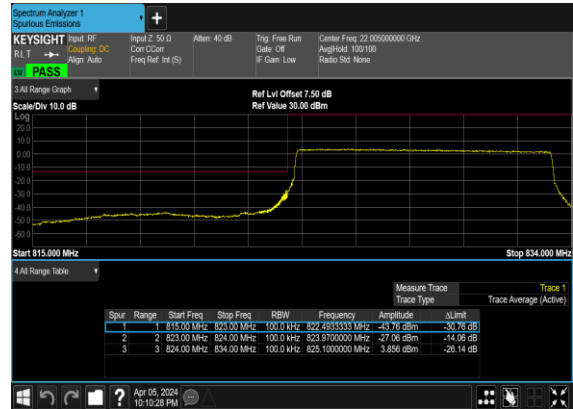 Spectrum Analyzer 1
Spurious Emissions
+
KEYSIGHT Input: RF Input Z: 50 Ω Atten: 40 dB Trig: Free Run Center Freq: 22.005000000 GHz
RLT Coupling: DC Corr CCorr Gate: Off Avg|Hold: 100/100
Align: Auto Freq Ref: Int (S) IF Gain: Low Radio Std: None
PASS
3 All Range Graph
Ref Lvl Offset 7.50 dB
Scale/Div 10.0 dB Ref Value 30.00 dBm
Log
20.0
10.0
0.00
-10.0
-20.0
-30.0
-40.0
-50.0
-60.0
Start 815.000 MHz Stop 834.000 MHz
4 All Range Table
Measure Trace Trace 1
Trace Type Trace Average (Active)
Spur Range Start Freq Stop Freq RBW Frequency Amplitude ΔLimit
1 1 815.00 MHz 823.00 MHz 100.0 kHz 822.4933333 MHz -43.76 dBm -30.76 dB
2 2 823.00 MHz 824.00 MHz 100.0 kHz 823.9700000 MHz -27.06 dBm -14.06 dB
3 3 824.00 MHz 834.00 MHz 100.0 kHz 825.1000000 MHz 3.856 dBm -26.14 dB
? Apr 05, 2024
10:10:28 PM